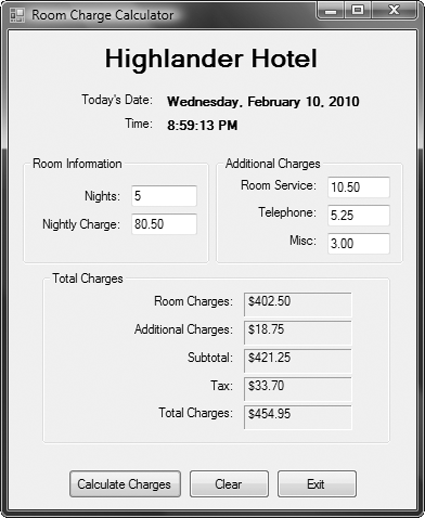 Room Charge Calculator
Highlander Hotel
Today's Date: Wednesday, February 10, 2010
Time: 8:59:13 PM
Room Information
Nights: 5
Nightly Charge: 80.50
Additional Charges
Room Service: 10.50
Telephone: 5.25
Misc: 3.00
Total Charges
Room Charges: $402.50
Additional Charges: $18.75
Subtotal: $421.25
Tax: $33.70
Total Charges: $454.95
Calculate Charges Clear Exit